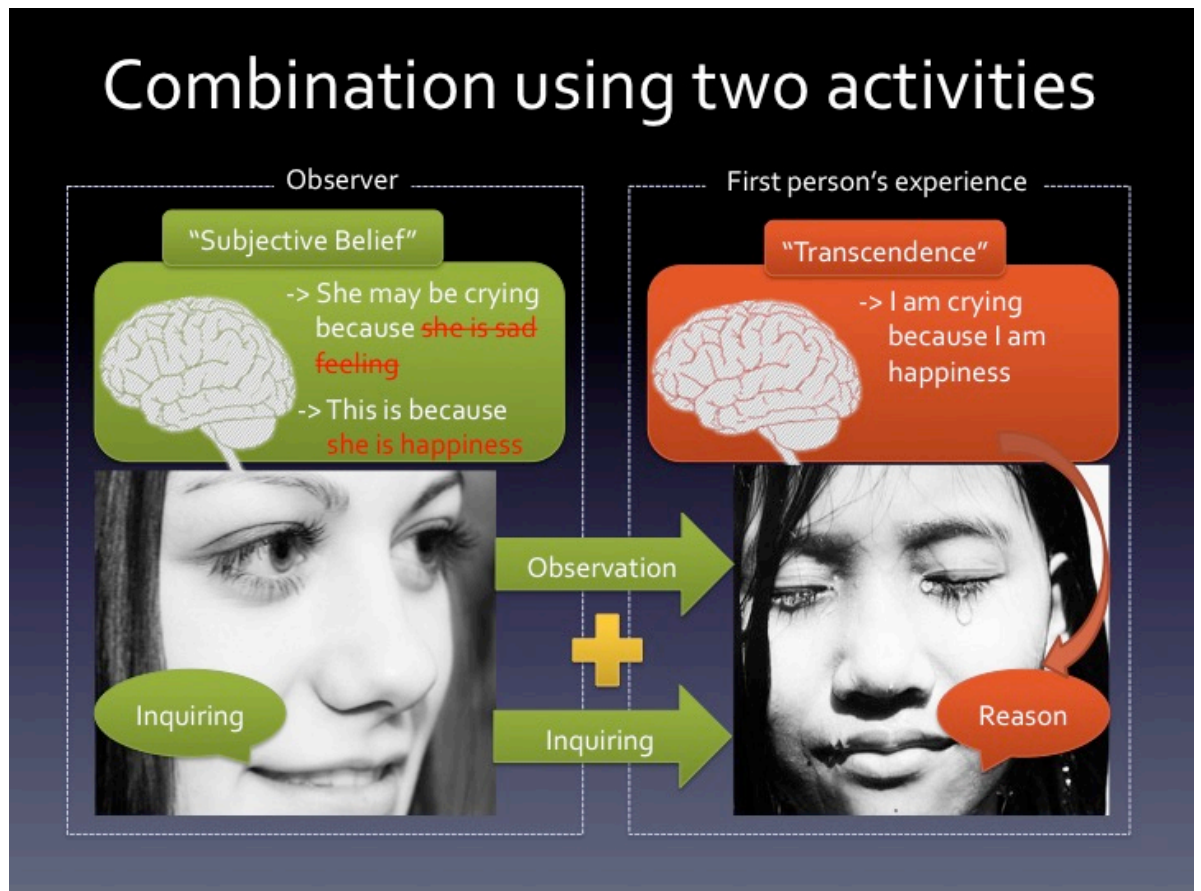 Combination using two activities
Observer
"Subjective Belief"
-> She may be crying
because she is sad
feeling
-> This is because
she is happiness
Inquiring
Observation
Inquiring
First person's experience
"Transcendence"
-> I am crying
because I am
happiness
Reason